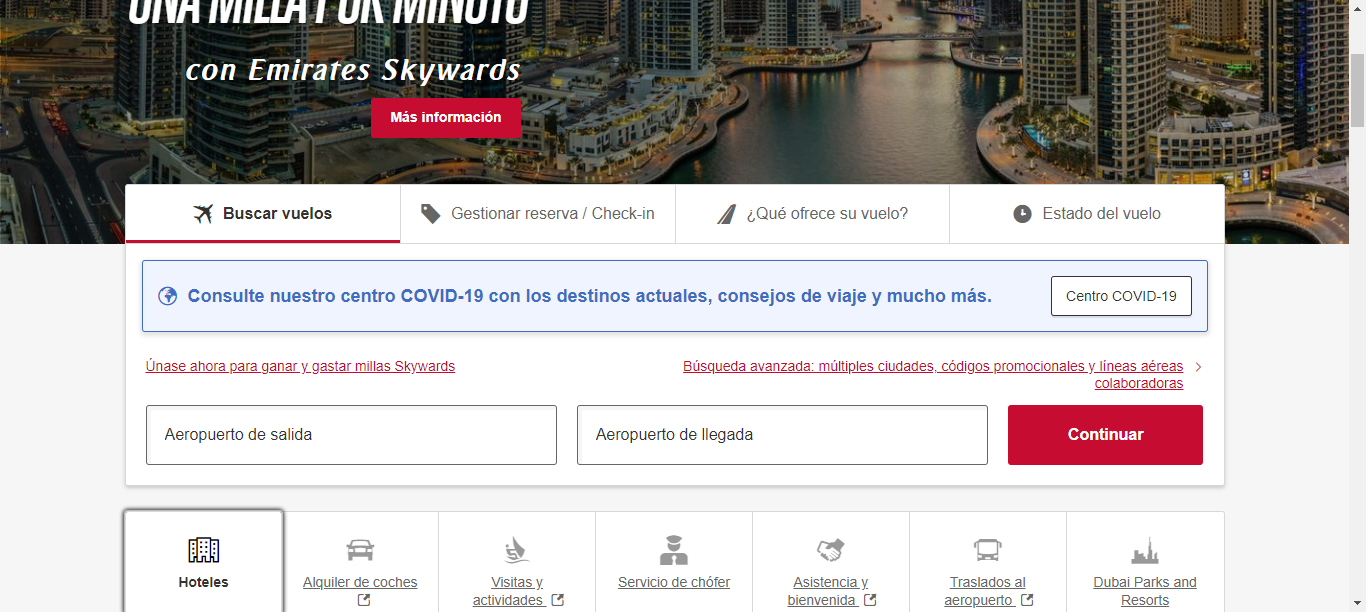 UNA MILLA POR MINUTO
con Emirates Skywards
Más información
Buscar vuelos
Gestionar reserva / Check-in
¿Qué ofrece su vuelo?
Estado del vuelo
Consulte nuestro centro COVID-19 con los destinos actuales, consejos de viaje y mucho más.
Centro COVID-19
Únase ahora para ganar y gastar millas Skywards
Búsqueda avanzada: múltiples ciudades, códigos promocionales y líneas aéreas
colaboradoras
Aeropuerto de salida
Aeropuerto de llegada
Continuar
Hoteles
Alquiler de coches
Visitas y
actividades
Servicio de chófer
Asistencia y
bienvenida
Traslados al
aeropuerto
Dubai Parks and
Resorts